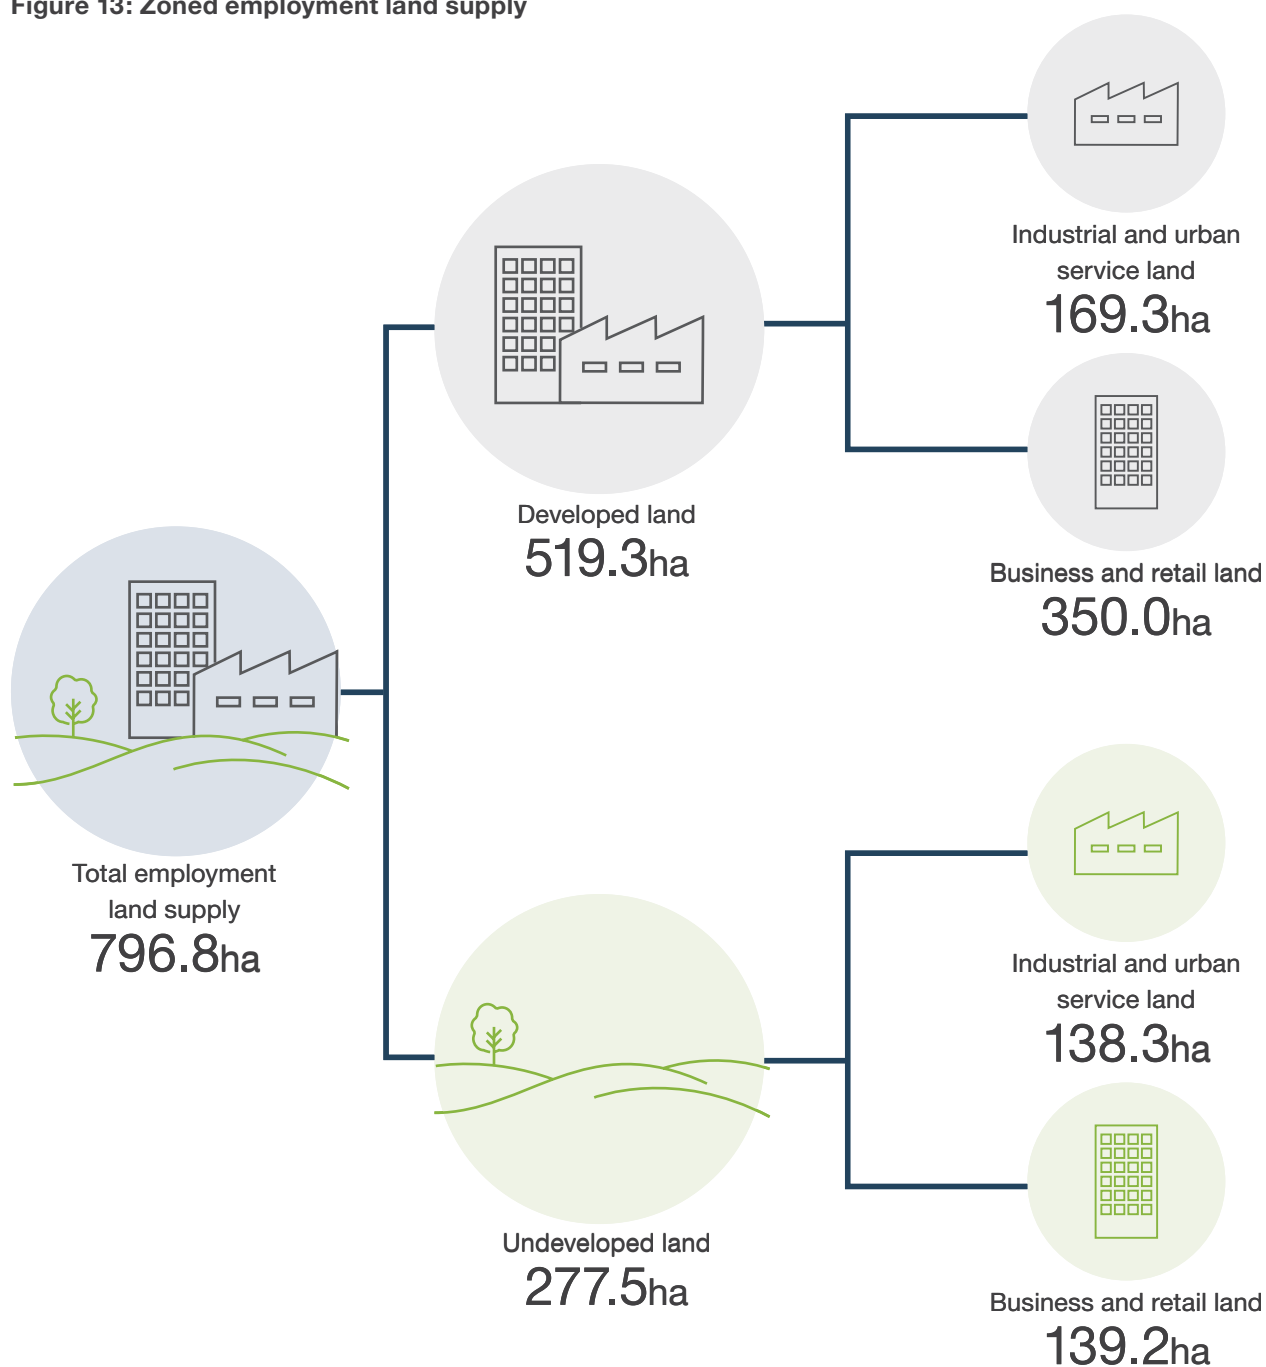 Figure 13: Zoned employment land supply
Industrial and urban
service land
169.3ha
Business and retail land
350.0ha
Developed land
519.3ha
Total employment
land supply
796.8ha
Industrial and urban
service land
138.3ha
Business and retail land
139.2ha
Undeveloped land
277.5ha